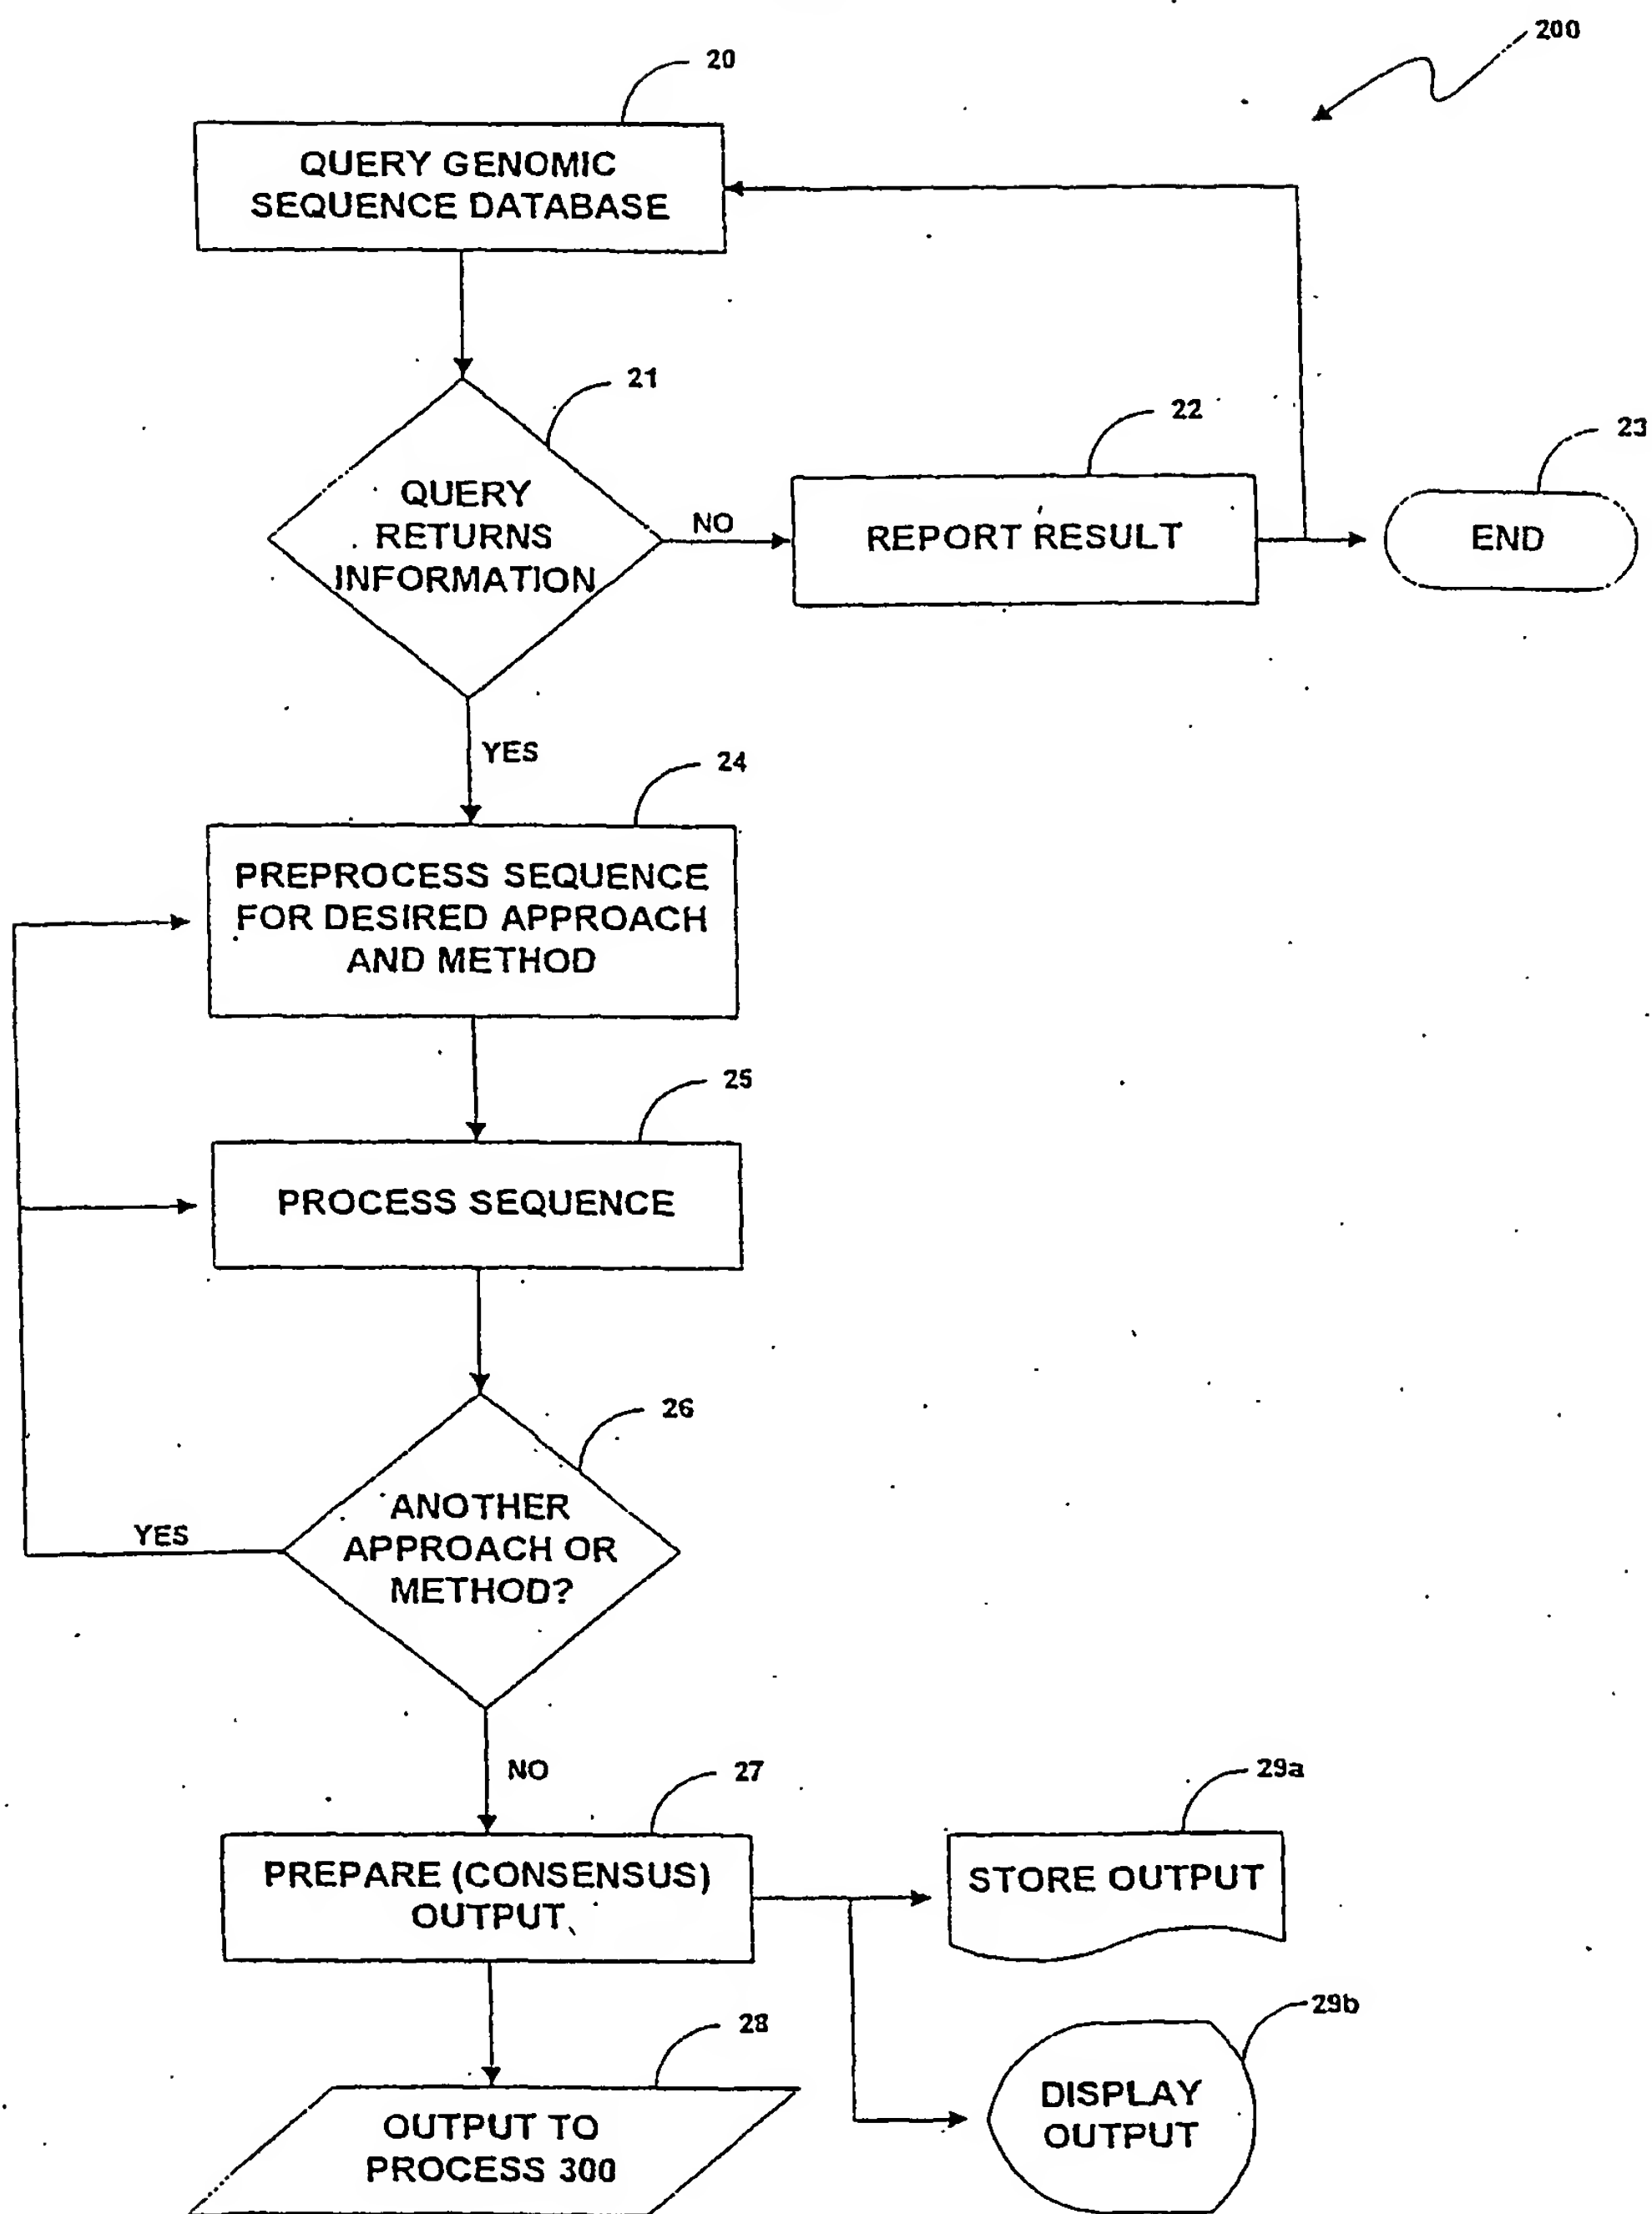 200
20
QUERY GENOMIC
SEQUENCE DATABASE
21
QUERY
RETURNS
INFORMATION
NO
22
REPORT RESULT
23
END
YES
24
PREPROCESS SEQUENCE
FOR DESIRED APPROACH
AND METHOD
25
PROCESS SEQUENCE
26
ANOTHER
APPROACH OR
METHOD?
YES
NO
27
PREPARE (CONSENSUS)
OUTPUT
29a
STORE OUTPUT
28
OUTPUT TO
PROCESS 300
29b
DISPLAY
OUTPUT